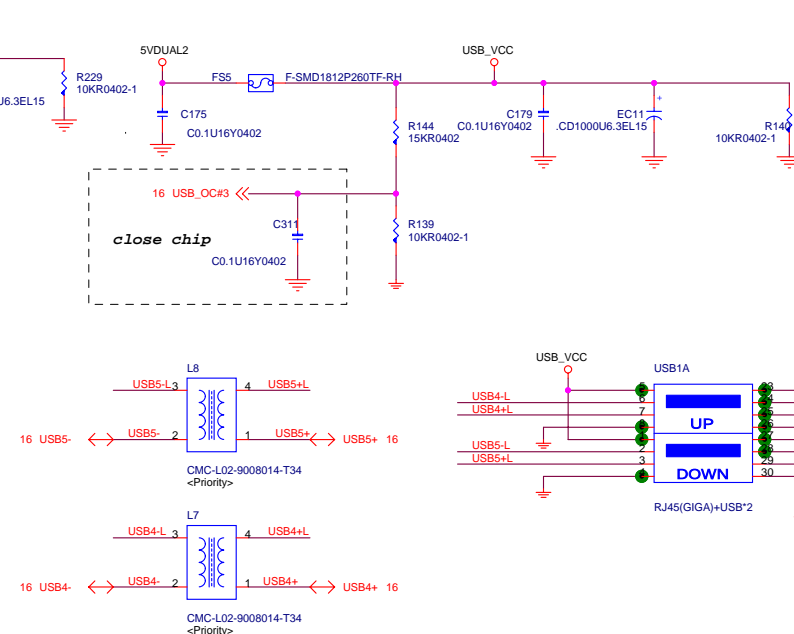 5VDUAL2
USB_VCC
R229
10KR0402-1
U6.3EL15
FS5
F-SMD1812P260TF-RH
C175
C0.1U16Y0402
R144
15KR0402
C179
C0.1U16Y0402
EC11
+
.CD1000U6.3EL15
R140
10KR0402-1
16 USB_OC#3
C311
C0.1U16Y0402
close chip
R139
10KR0402-1
L8
USB5-L 3
4 USB5+L
16 USB5-
USB5- 2
1 USB5+
USB5+ 16
CMC-L02-9008014-T34
<Priority>
L7
USB4-L 3
4 USB4+L
16 USB4-
USB4- 2
1 USB4+
USB4+ 16
CMC-L02-9008014-T34
<Priority>
USB_VCC
USB1A
USB4-L 6
USB4+L 7
UP
USB5-L 2
USB5+L 3
29
DOWN
30
RJ45(GIGA)+USB*2